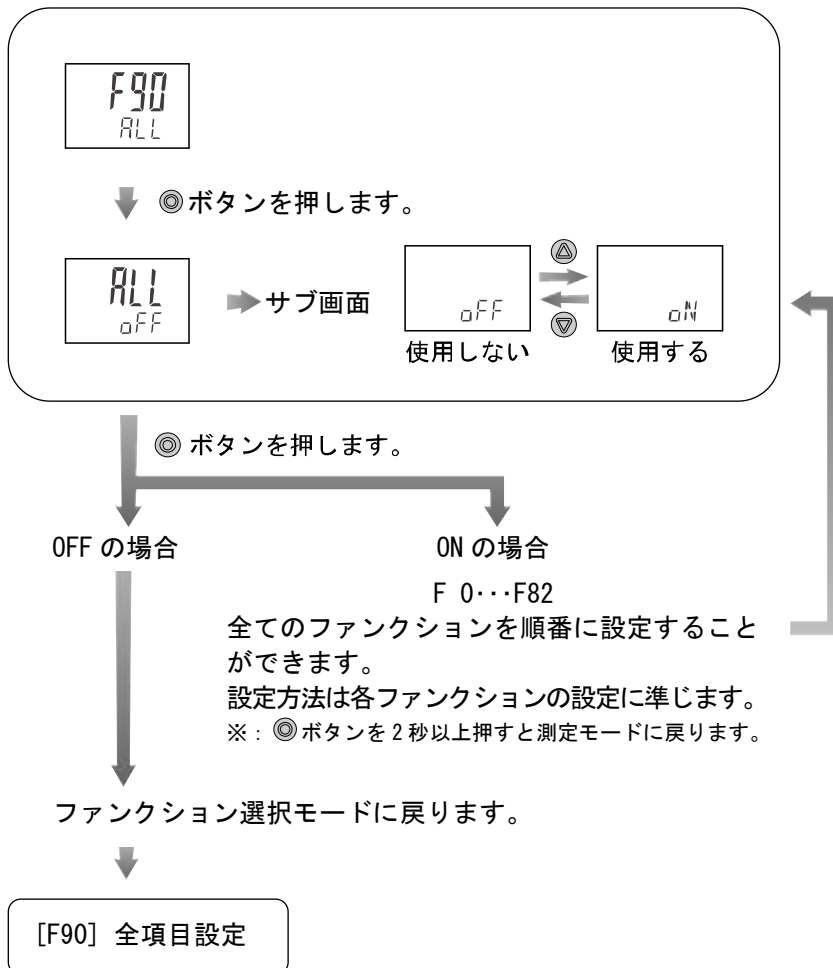 F90
ALL
◎ボタンを押します。
ALL
oFF
サブ画面
oFF
oN
使用しない
使用する
◎ ボタンを押します。
OFF の場合
ON の場合
F 0･･･F82
全てのファンクションを順番に設定すること
ができます。
設定方法は各ファンクションの設定に準じます。
※：◎ ボタンを 2 秒以上押すと測定モードに戻ります。
ファンクション選択モードに戻ります。
[F90] 全項目設定